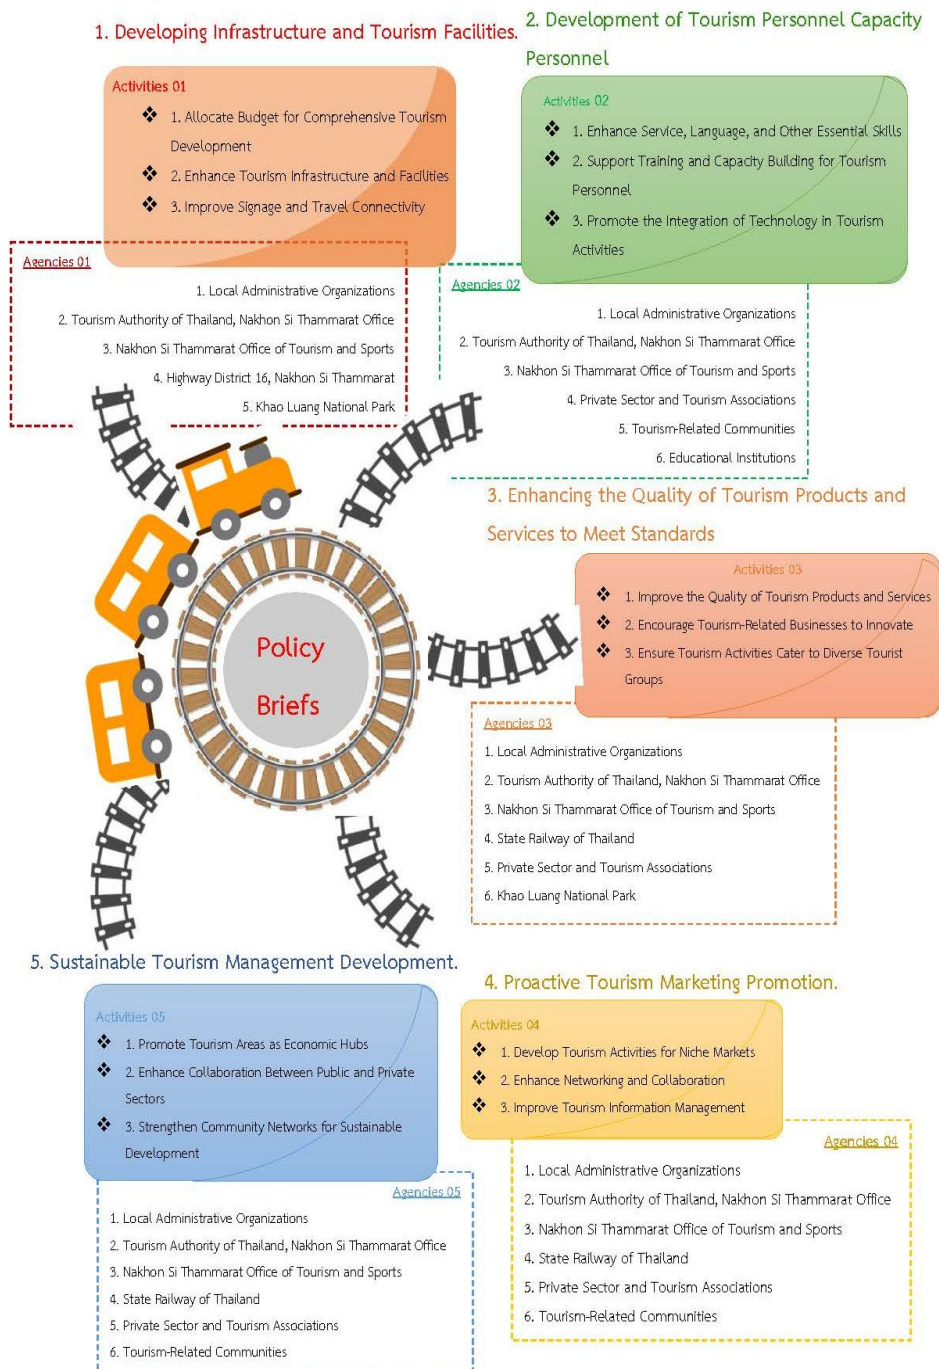 1. Developing Infrastructure and Tourism Facilities.
Activities 01
❖ 1. Allocate Budget for Comprehensive Tourism
Development
❖ 2. Enhance Tourism Infrastructure and Facilities
❖ 3. Improve Signage and Travel Connectivity
Agencies 01
1. Local Administrative Organizations
2. Tourism Authority of Thailand, Nakhon Si Thammarat Office
3. Nakhon Si Thammarat Office of Tourism and Sports
4. Highway District 16, Nakhon Si Thammarat
5. Khao Luang National Park
2. Development of Tourism Personnel Capacity
Personnel
Activities 02
❖ 1. Enhance Service, Language, and Other Essential Skills
❖ 2. Support Training and Capacity Building for Tourism
Personnel
❖ 3. Promote the Integration of Technology in Tourism
Activities
Agencies 02
1. Local Administrative Organizations
2. Tourism Authority of Thailand, Nakhon Si Thammarat Office
3. Nakhon Si Thammarat Office of Tourism and Sports
4. Private Sector and Tourism Associations
5. Tourism-Related Communities
6. Educational Institutions
Policy
Briefs
3. Enhancing the Quality of Tourism Products and
Services to Meet Standards
Activities 03
❖ 1. Improve the Quality of Tourism Products and Services
❖ 2. Encourage Tourism-Related Businesses to Innovate
❖ 3. Ensure Tourism Activities Cater to Diverse Tourist
Groups
Agencies 03
1. Local Administrative Organizations
2. Tourism Authority of Thailand, Nakhon Si Thammarat Office
3. Nakhon Si Thammarat Office of Tourism and Sports
4. State Railway of Thailand
5. Private Sector and Tourism Associations
6. Khao Luang National Park
4. Proactive Tourism Marketing Promotion.
Activities 04
❖ 1. Develop Tourism Activities for Niche Markets
❖ 2. Enhance Networking and Collaboration
❖ 3. Improve Tourism Information Management
Agencies 04
1. Local Administrative Organizations
2. Tourism Authority of Thailand, Nakhon Si Thammarat Office
3. Nakhon Si Thammarat Office of Tourism and Sports
4. State Railway of Thailand
5. Private Sector and Tourism Associations
6. Tourism-Related Communities
5. Sustainable Tourism Management Development.
Activities 05
❖ 1. Promote Tourism Areas as Economic Hubs
❖ 2. Enhance Collaboration Between Public and Private
Sectors
❖ 3. Strengthen Community Networks for Sustainable
Development
Agencies 05
1. Local Administrative Organizations
2. Tourism Authority of Thailand, Nakhon Si Thammarat Office
3. Nakhon Si Thammarat Office of Tourism and Sports
4. State Railway of Thailand
5. Private Sector and Tourism Associations
6. Tourism-Related Communities